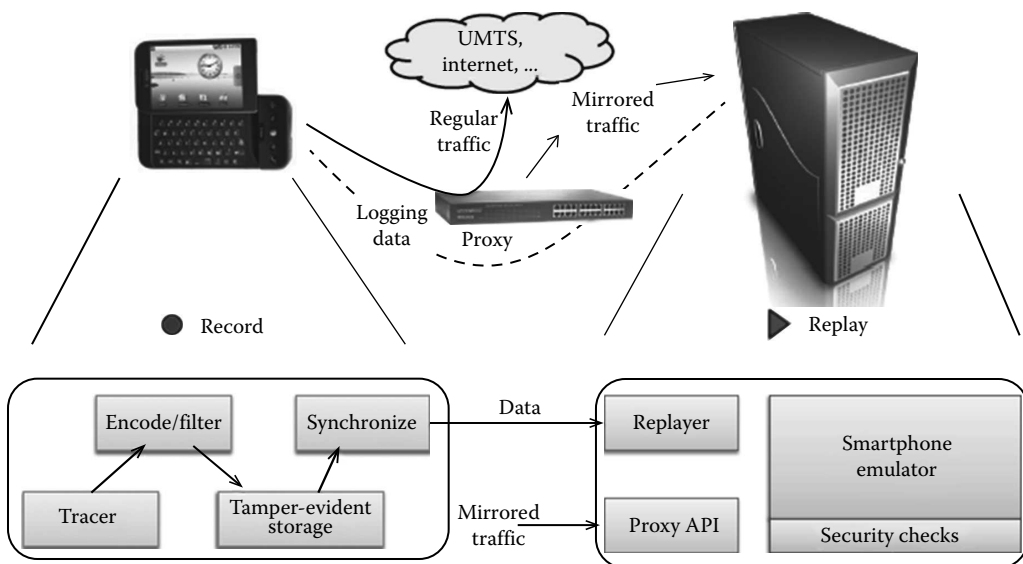 UMTS,
internet, ...
Regular
traffic
Mirrored
traffic
Logging
data
Proxy
Record
Replay
Encode/filter
Synchronize
Data
Replayer
Smartphone
emulator
Tracer
Tamper-evident
storage
Mirrored
traffic
Proxy API
Security checks